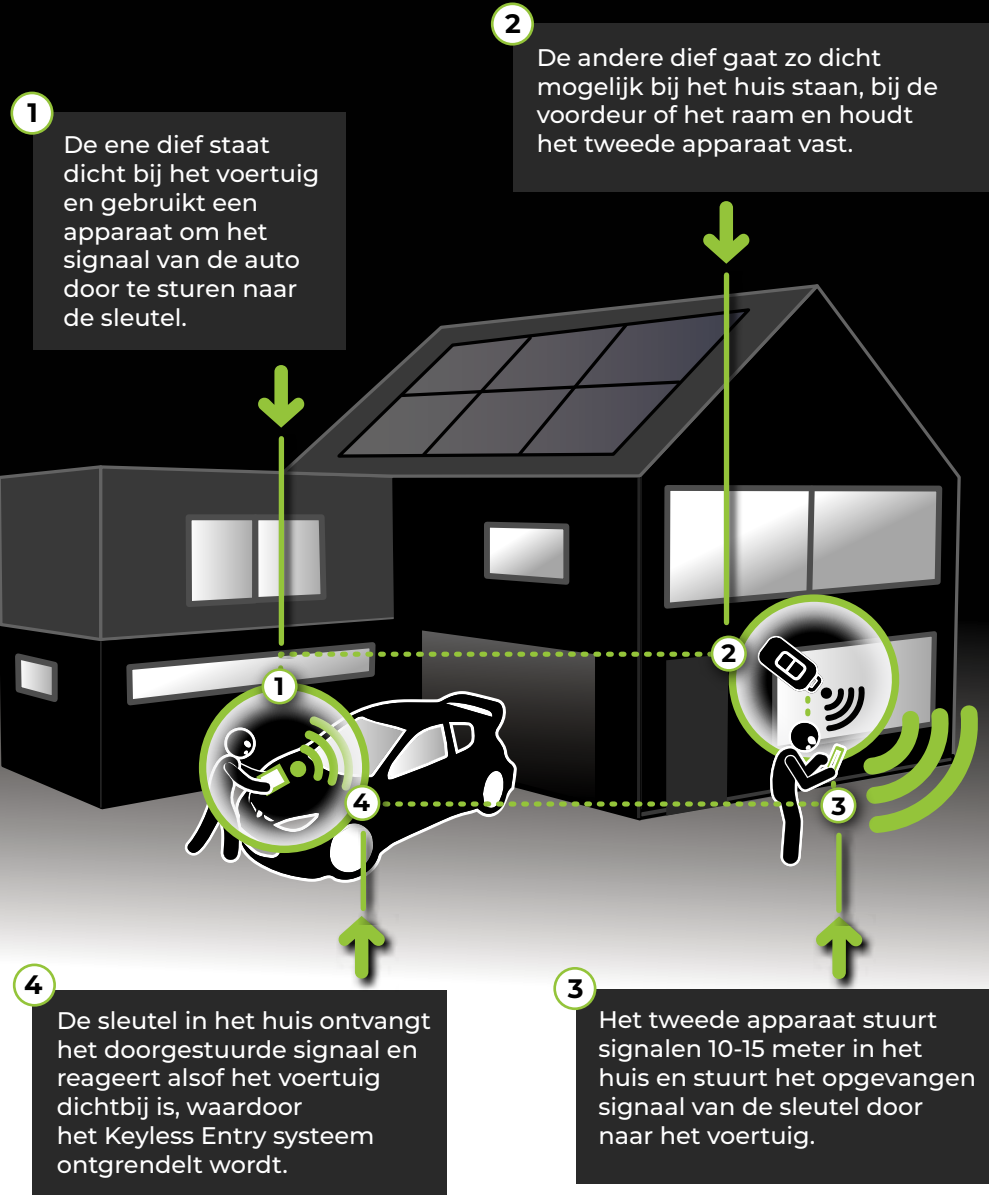 1
De ene dief staat
dicht bij het voertuig
en gebruikt een
apparaat om het
signaal van de auto
door te sturen naar
de sleutel.
2
De andere dief gaat zo dicht
mogelijk bij het huis staan, bij de
voordeur of het raam en houdt
het tweede apparaat vast.
2
1
4
3
4
De sleutel in het huis ontvangt
het doorgestuurde signaal en
reageert alsof het voertuig
dichtbij is, waardoor
het Keyless Entry systeem
ontgrendelt wordt.
3
Het tweede apparaat stuurt
signalen 10-15 meter in het
huis en stuurt het opgevangen
signaal van de sleutel door
naar het voertuig.